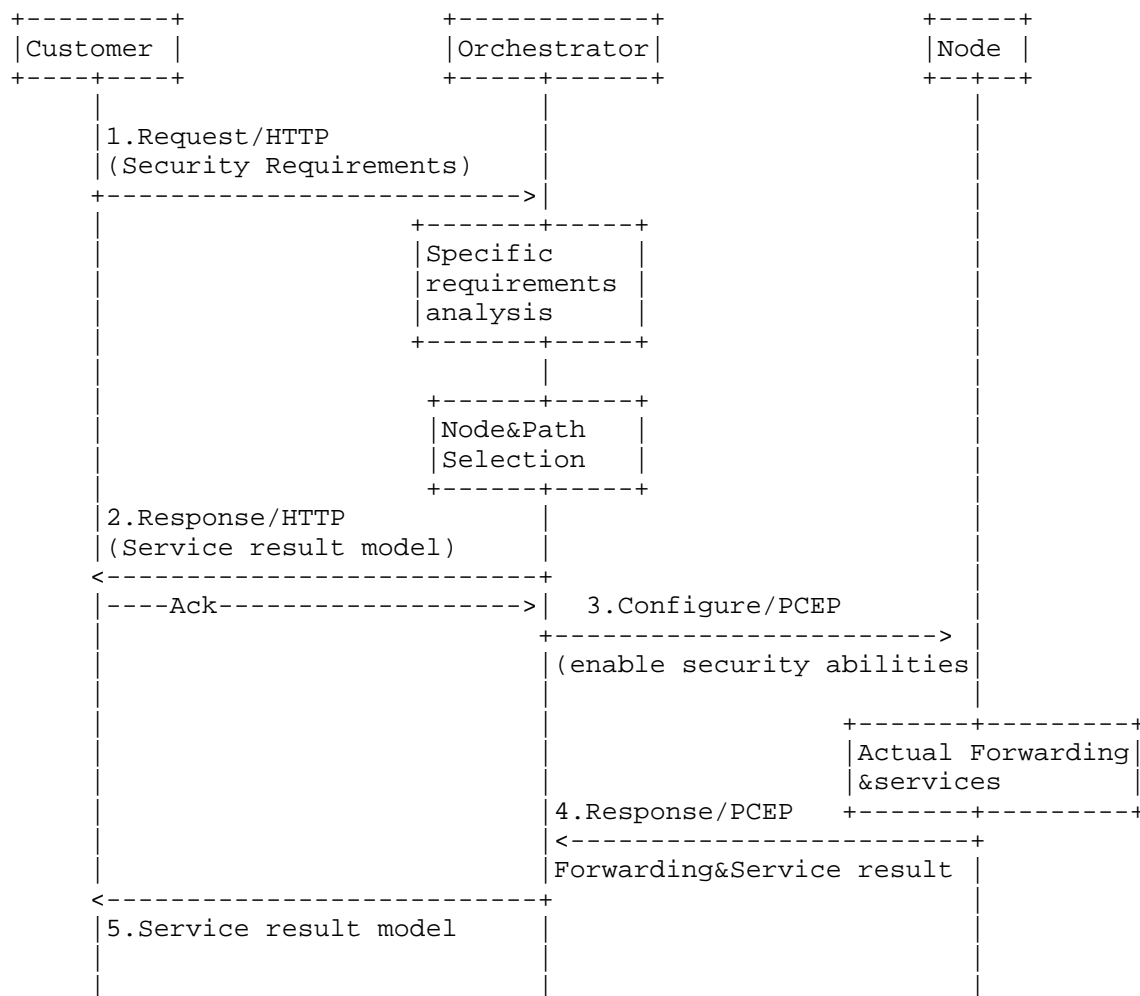 Customer Orchestrator Node
1.Request/HTTP
(Security Requirements)
Specific
requirements
analysis
Node&Path
Selection
2.Response/HTTP
(Service result model)
----Ack-------------------> 3.Configure/PCEP
(enable security abilities
Actual Forwarding
&services
4.Response/PCEP
Forwarding&Service result
5.Service result model